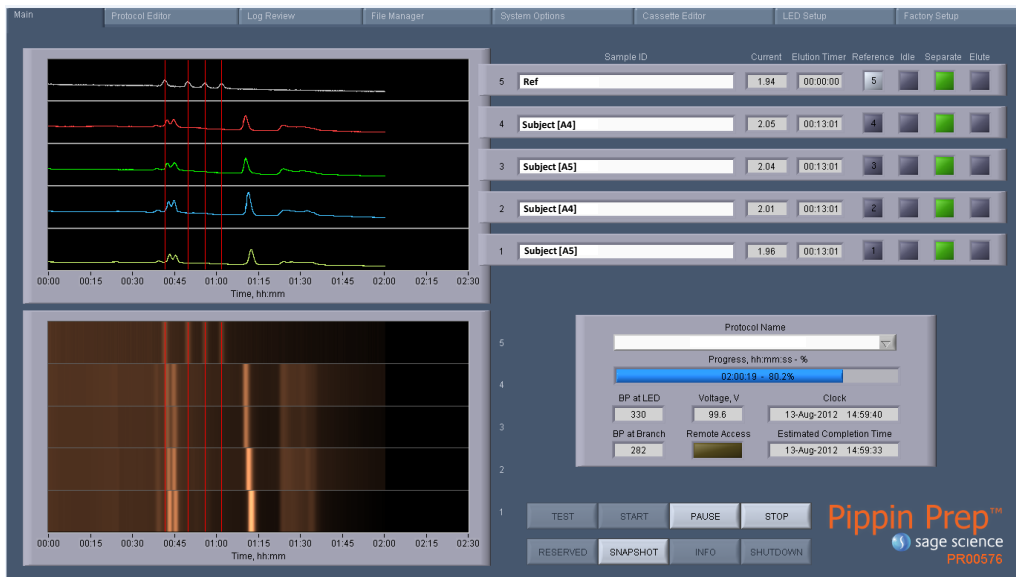 Main Protocol Editor Log Review File Manager System Options Cassette Editor LED Setup Factory Setup
Sample ID Current Elution Timer Reference Idle Separate Elute
5 Ref 1.94 00:00:00 5
4 Subject [A4] 2.05 00:13:01 4
3 Subject [A5] 2.04 00:13:01 3
2 Subject [A4] 2.01 00:13:01 2
1 Subject [A5] 1.96 00:13:01 1
00:00 00:15 00:30 00:45 01:00 01:15 01:30 01:45 02:00 02:15 02:30
Time, hh:mm
5
4
3
2
1
00:00 00:15 00:30 00:45 01:00 01:15 01:30 01:45 02:00 02:15 02:30
Time, hh:mm
Protocol Name
Progress, hh:mm:ss - %
02:00:19 - 80.2%
BP at LED Voltage, V Clock
330 99.6 13-Aug-2012 14:59:40
BP at Branch Remote Access Estimated Completion Time
282 13-Aug-2012 14:59:33
TEST START PAUSE STOP
RESERVED SNAPSHOT INFO SHUTDOWN
Pippin Prep™
sage science
PR00576